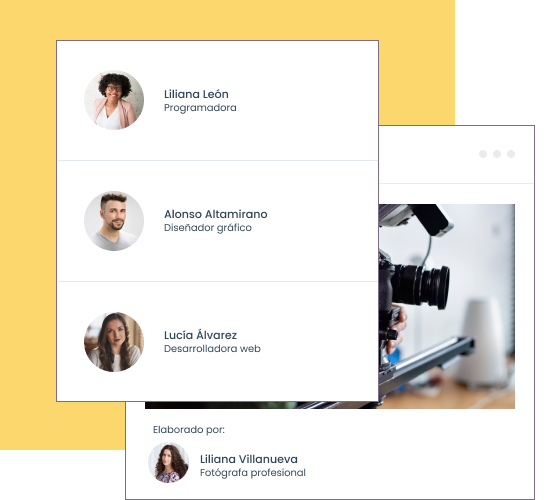 Liliana León
Programadora
Alonso Altamirano
Diseñador gráfico
Lucía Álvarez
Desarrolladora web
Elaborado por:
Liliana Villanueva
Fotógrafa profesional